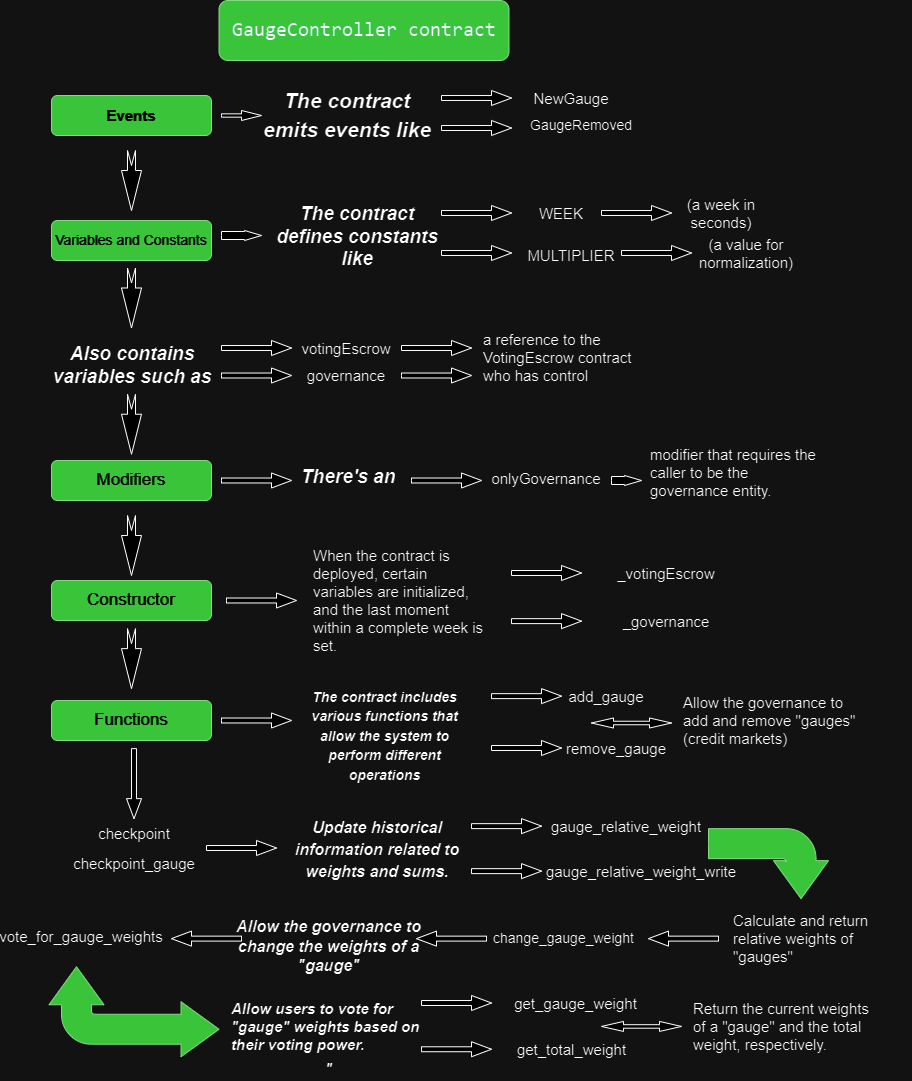 GaugeController contract
Events
The contract
emits events like
NewGauge
GaugeRemoved
Variables and Constants
The contract
defines constants
like
WEEK
(a week in
seconds)
MULTIPLIER
(a value for
normalization)
Also contains
variables such as
votingEscrow
a reference to the
VotingEscrow contract
governance
who has control
Modifiers
There's an
onlyGovernance
modifier that requires the
caller to be the
governance entity.
Constructor
When the contract is
deployed, certain
variables are initialized,
and the last moment
within a complete week is
set.
_votingEscrow
_governance
Functions
The contract includes
various functions that
allow the system to
perform different
operations
add_gauge
remove_gauge
Allow the governance to
add and remove "gauges"
(credit markets)
checkpoint
checkpoint_gauge
Update historical
information related to
weights and sums.
gauge_relative_weight
gauge_relative_weight_write
Calculate and return
relative weights of
"gauges"
change_gauge_weight
Allow the governance to
change the weights of a
"gauge"
vote_for_gauge_weights
Allow users to vote for
"gauge" weights based on
their voting power.
"
get_gauge_weight
get_total_weight
Return the current weights
of a "gauge" and the total
weight, respectively.